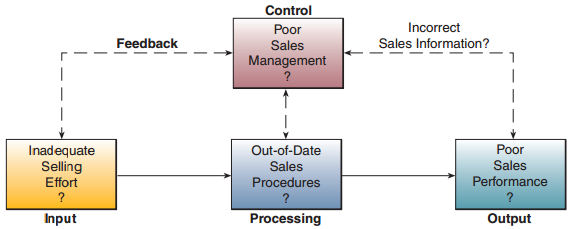 Control
Poor
Sales
Management
?
Feedback
Incorrect
Sales Information?
Inadequate
Selling
Effort
?
Input
Out-of-Date
Sales
Procedures
?
Processing
Poor
Sales
Performance
?
Output